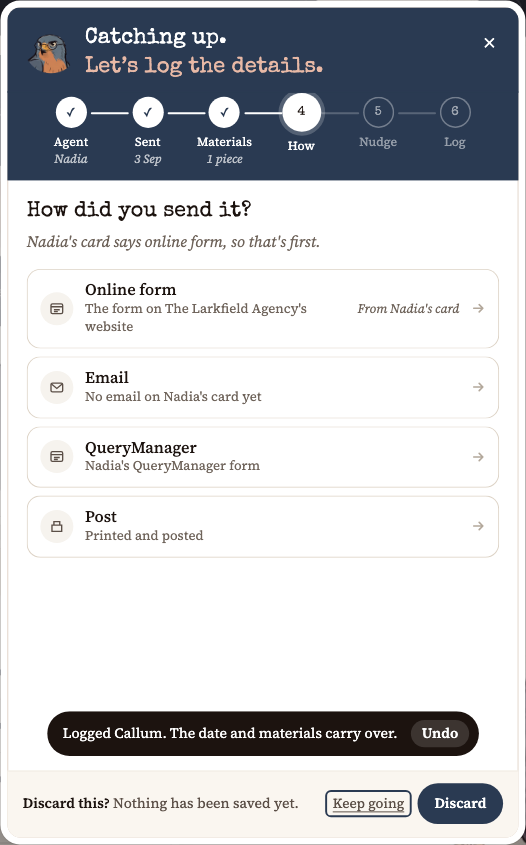 Catching up.
Let's log the details.
✓ ✓ ✓ 4 5 6
Agent Sent Materials How Nudge Log
Nadia 3 Sep 1 piece
How did you send it?
Nadia's card says online form, so that's first.
Online form
The form on The Larkfield Agency's
website
From Nadia's card →
Email
No email on Nadia's card yet →
QueryManager
Nadia's QueryManager form →
Post
Printed and posted →
Logged Callum. The date and materials carry over. Undo
Discard this? Nothing has been saved yet. Keep going Discard